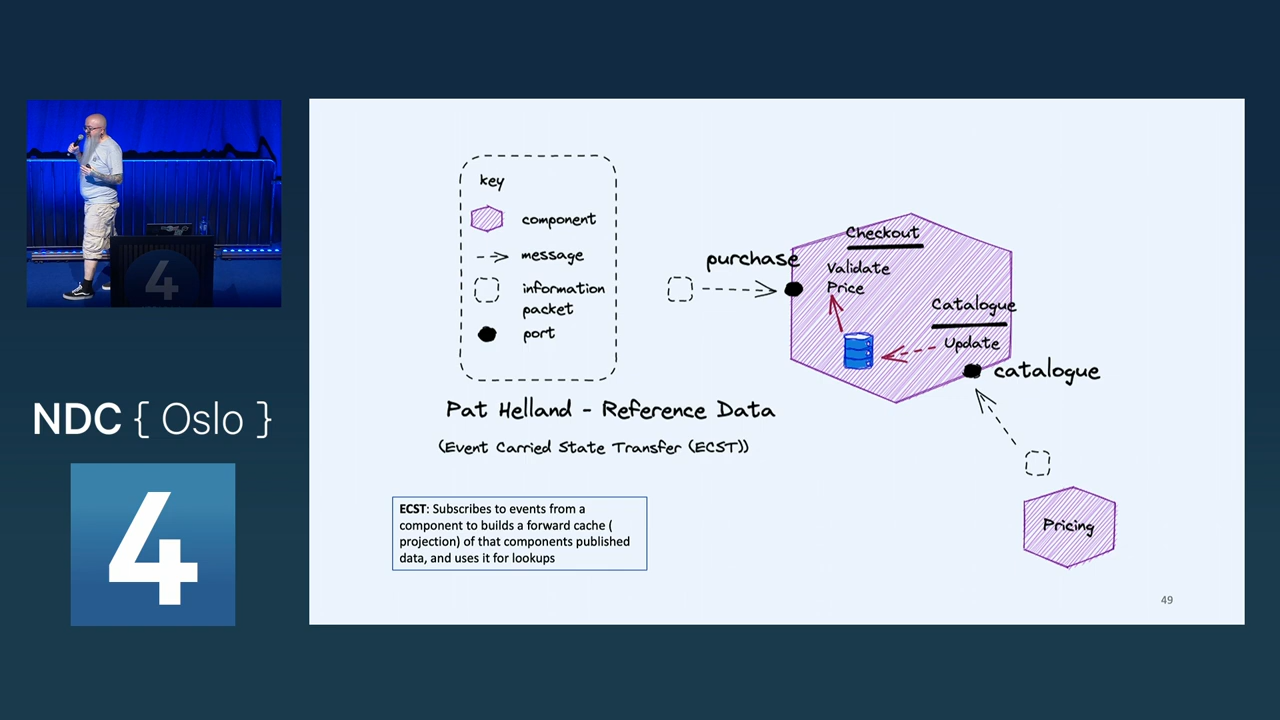 key
component
message
information
packet
port
purchase
Checkout
Validate
Price
Catalogue
Update
catalogue
Pricing
Pat Helland - Reference Data
(Event Carried State Transfer (ECST))
ECST: Subscribes to events from a
component to builds a forward cache (
projection) of that components published
data, and uses it for lookups
49
4
NDC { Oslo }
4